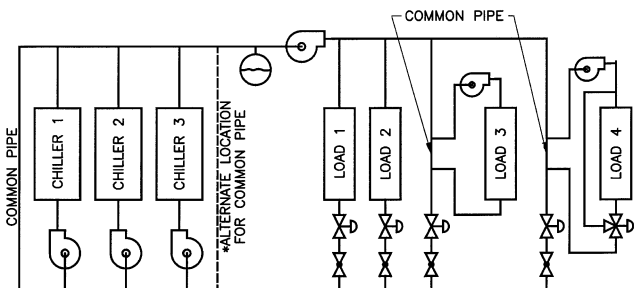 COMMON PIPE
COMMON PIPE
CHILLER 1
CHILLER 2
CHILLER 3
*ALTERNATE LOCATION
FOR COMMON PIPE
LOAD 1
LOAD 2
LOAD 3
LOAD 4